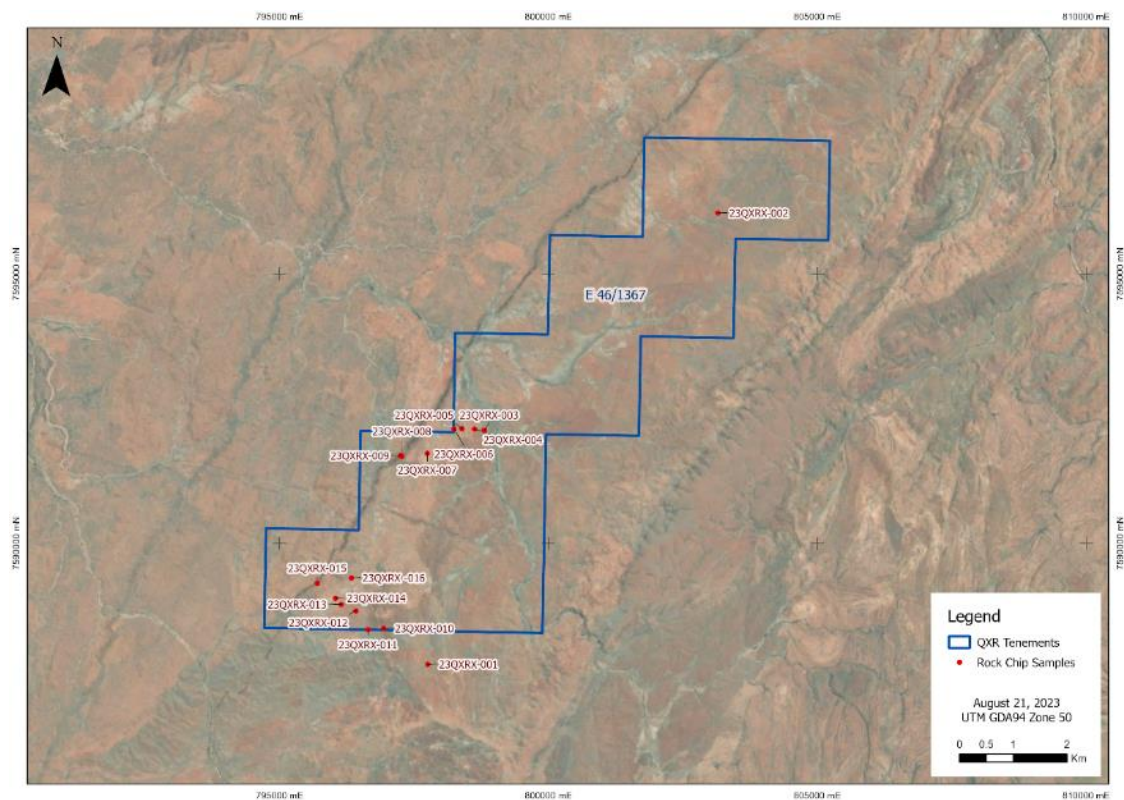 795000 mE
800000 mE
805000 mE
810000 mE
N
23QXRX-002
7595000 mN
7595000 mN
E 46/1367
23QXRX-005
23QXRX-003
23QXRX-008
23QXRX-004
23QXRX-009
23QXRX-006
23QXRX-007
7590000 mN
7590000 mN
23QXRX-015
23QXRX-016
23QXRX-014
23QXRX-013
23QXRX-012
23QXRX-010
23QXRX-011
23QXRX-001
Legend
QXR Tenements
Rock Chip Samples
August 21, 2023
UTM GDA94 Zone 50
0 0.5 1 2
Km
795000 mE
800000 mE
805000 mE
810000 mE